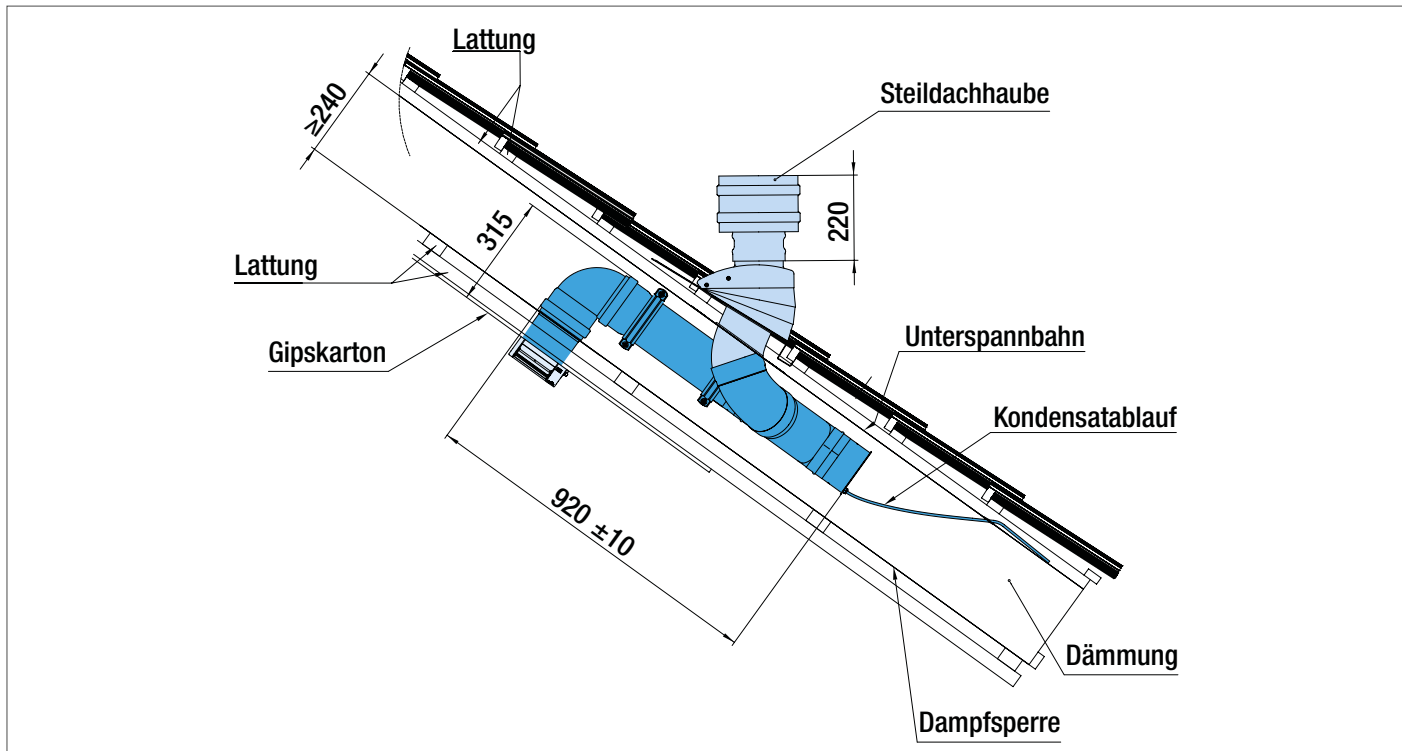 Lattung
Steildachhaube
≥240
220
315
Lattung
Gipskarton
Unterspannbahn
Kondensatablauf
920 ±10
Dämmung
Dampfsperre